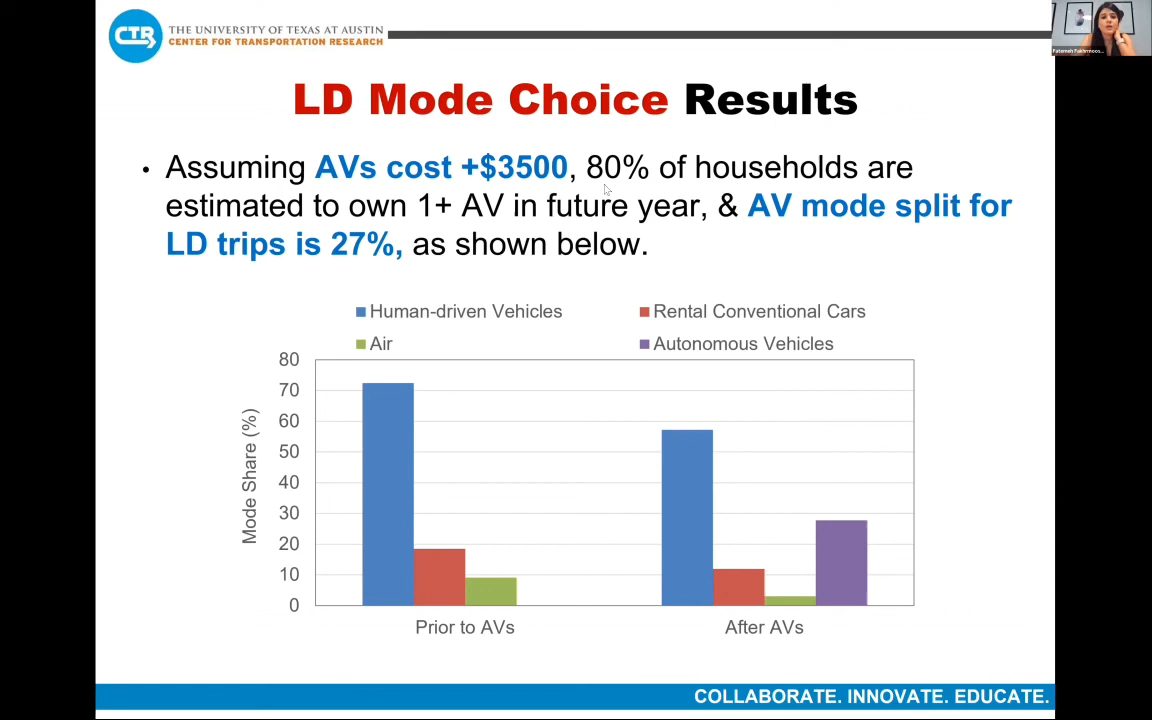 CTR
THE UNIVERSITY OF TEXAS AT AUSTIN
CENTER FOR TRANSPORTATION RESEARCH
Fatemeh Fakhrmoos...
LD Mode Choice Results
• Assuming AVs cost +$3500, 80% of households are
estimated to own 1+ AV in future year, & AV mode split for
LD trips is 27%, as shown below.
Human-driven Vehicles
Rental Conventional Cars
Air
Autonomous Vehicles
Mode Share (%)
80
70
60
50
40
30
20
10
0
Prior to AVs
After AVs
COLLABORATE. INNOVATE. EDUCATE.